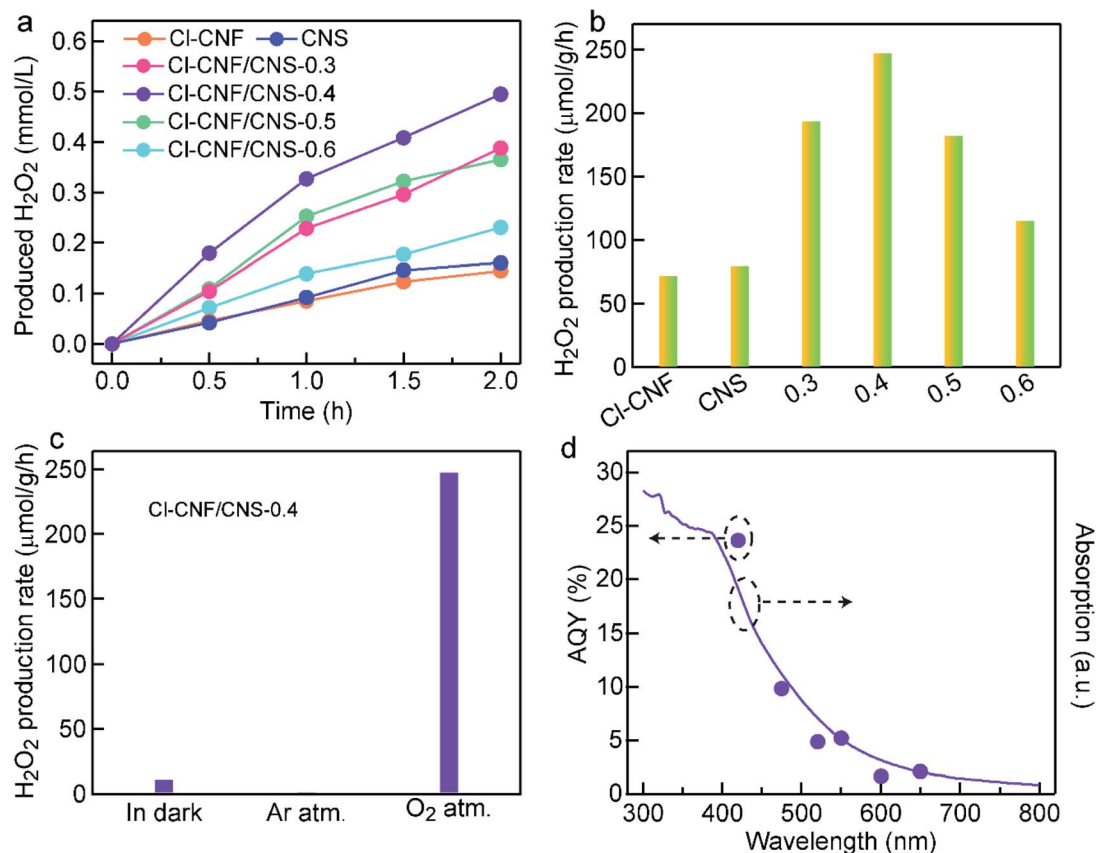 a
Produced H₂O₂ (mmol/L)
0.6
0.5
0.4
0.3
0.2
0.1
0.0
Cl-CNF CNS
Cl-CNF/CNS-0.3
Cl-CNF/CNS-0.4
Cl-CNF/CNS-0.5
Cl-CNF/CNS-0.6
0.0 0.5 1.0 1.5 2.0
Time (h)
b
H₂O₂ production rate (μmol/g/h)
250
200
150
100
50
0
Cl-CNF CNS 0.3 0.4 0.5 0.6
c
H₂O₂ production rate (μmol/g/h)
250
200
150
100
50
0
Cl-CNF/CNS-0.4
In dark Ar atm. O₂ atm.
d
AQY (%)
30
25
20
15
10
5
0
Absorption (a.u.)
300 400 500 600 700 800
Wavelength (nm)